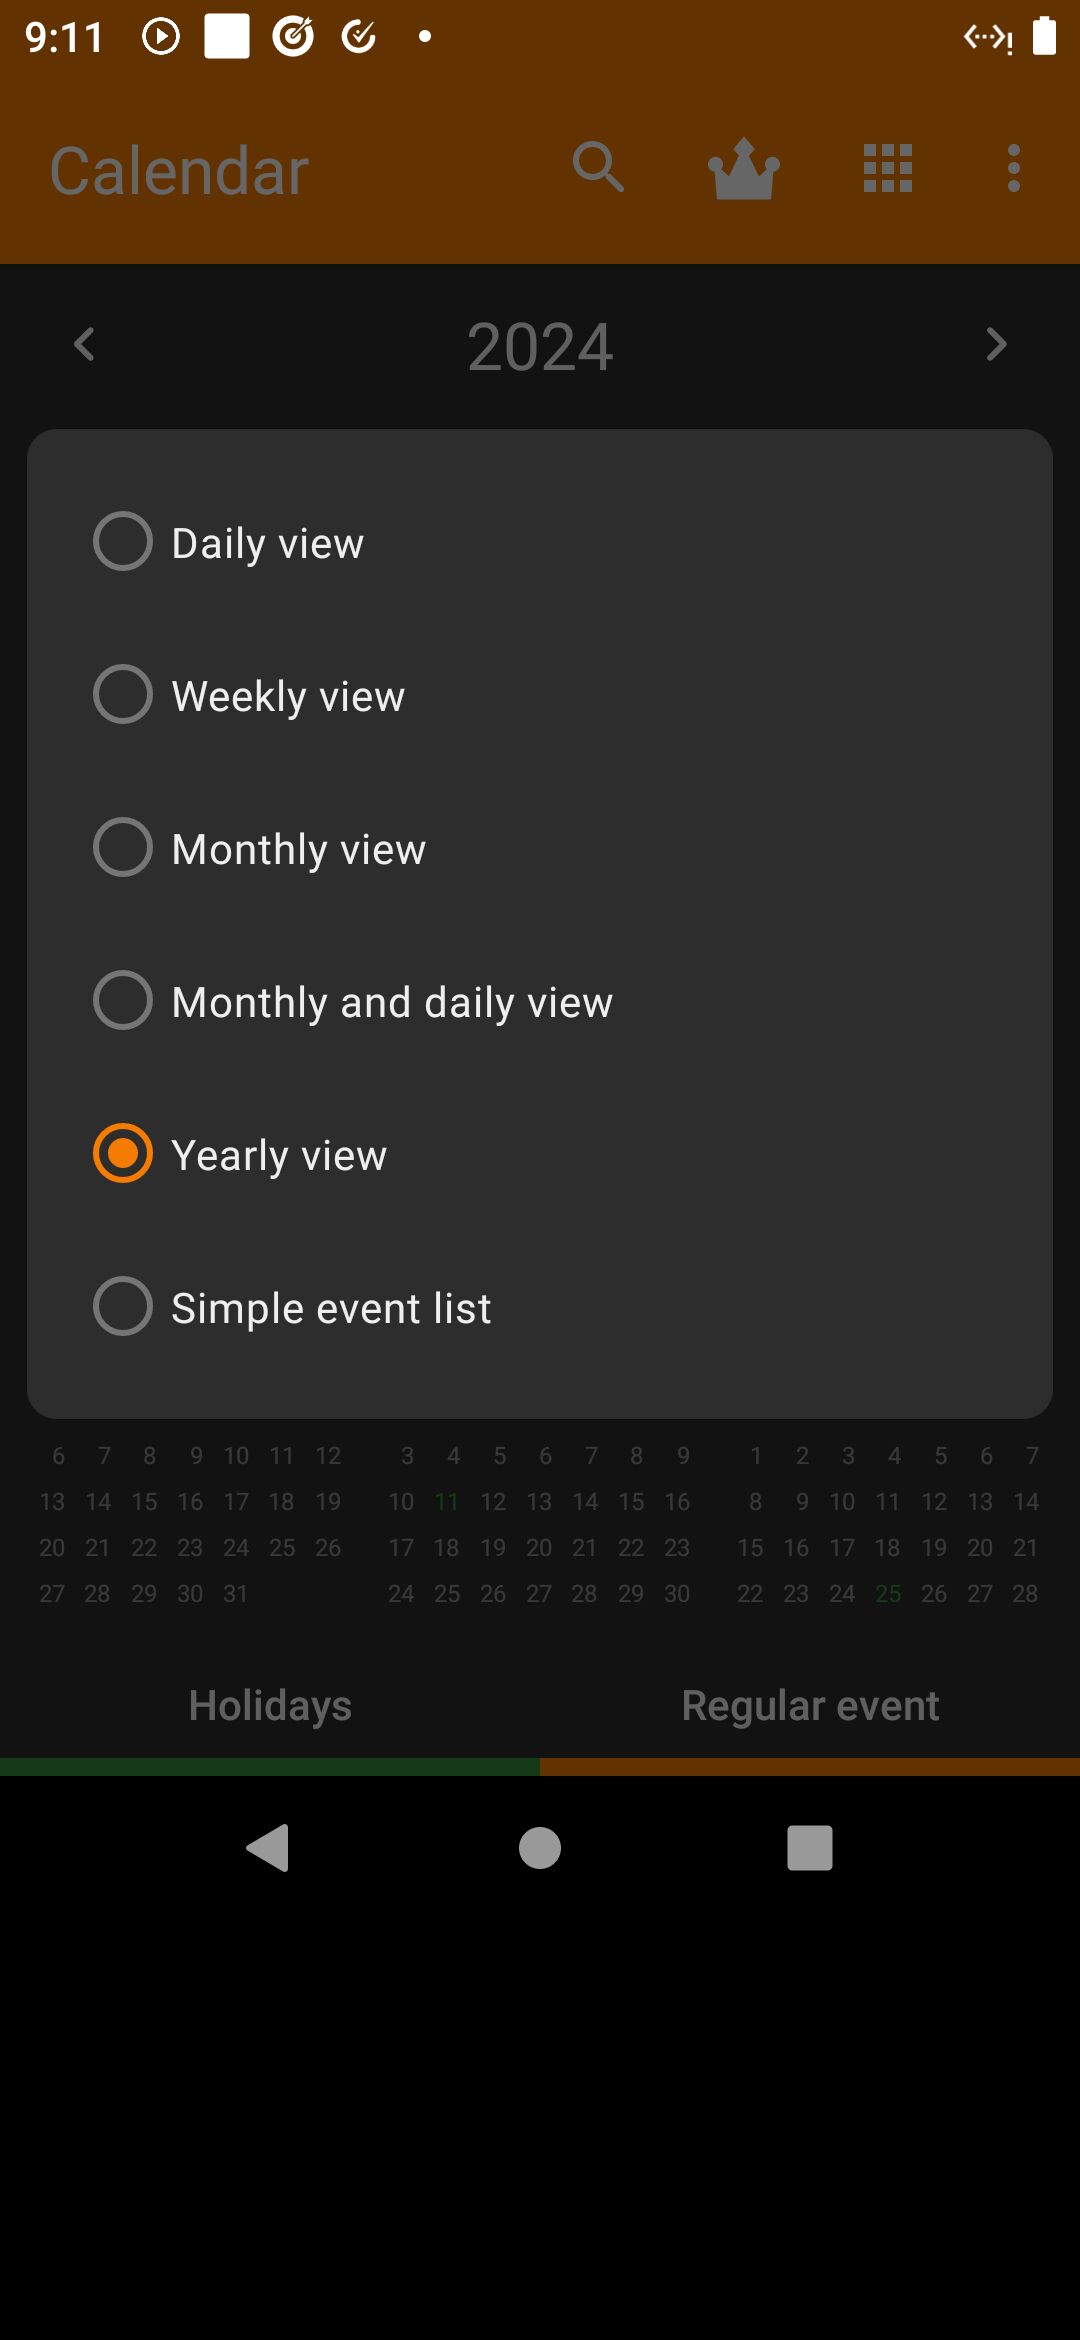 9:11
Calendar
2024
Daily view
Weekly view
Monthly view
Monthly and daily view
Yearly view
Simple event list
6 7 8 9 10 11 12 3 4 5 6 7 8 9 1 2 3 4 5 6 7
13 14 15 16 17 18 19 10 11 12 13 14 15 16 8 9 10 11 12 13 14
20 21 22 23 24 25 26 17 18 19 20 21 22 23 15 16 17 18 19 20 21
27 28 29 30 31 24 25 26 27 28 29 30 22 23 24 25 26 27 28
Holidays Regular event